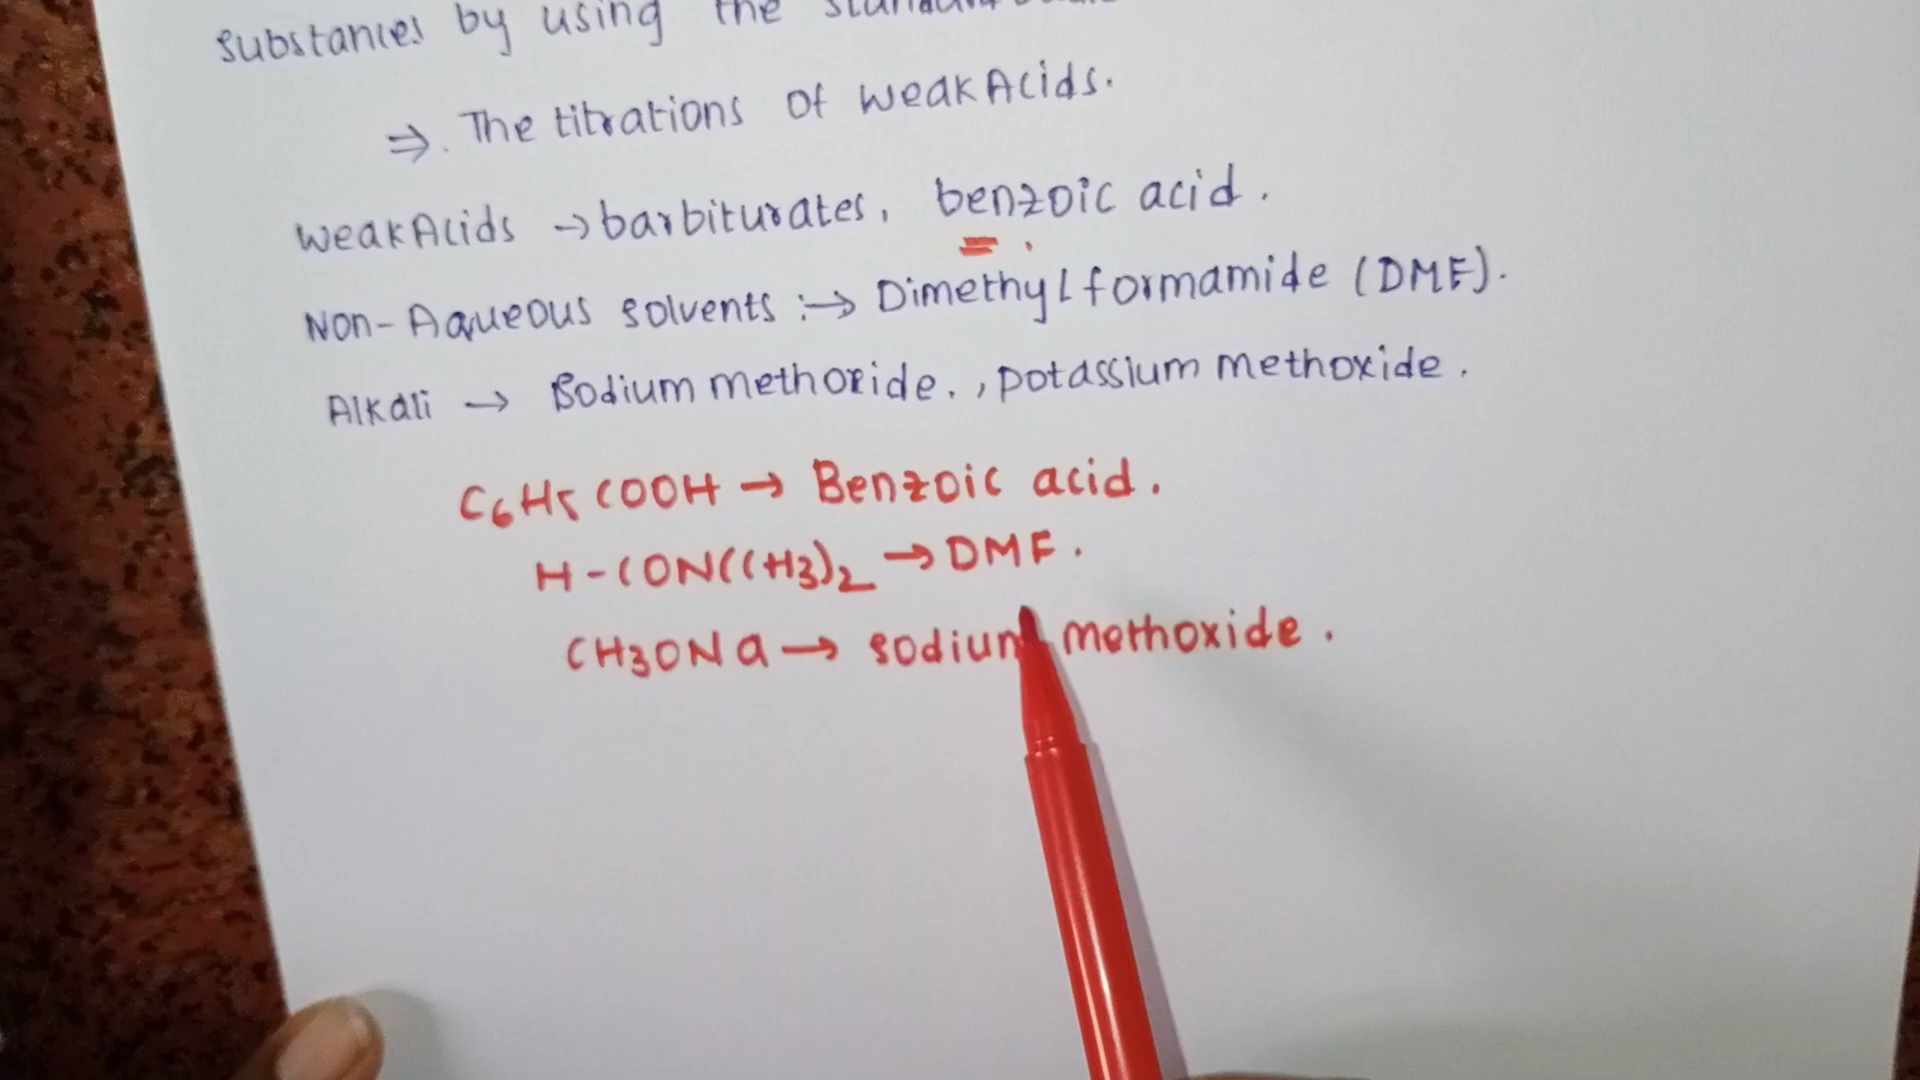 substances by using the
⇒. The titrations of weak Acids.
weak Acids → barbiturates, benzoic acid.
Non-Aqueous solvents :→ Dimethyl formamide (DMF).
Alkali → Sodium methoxide., potassium methoxide.
C6H5COOH → Benzoic acid.
H-CON(CH3)2 → DMF.
CH3ONa → sodium methoxide.